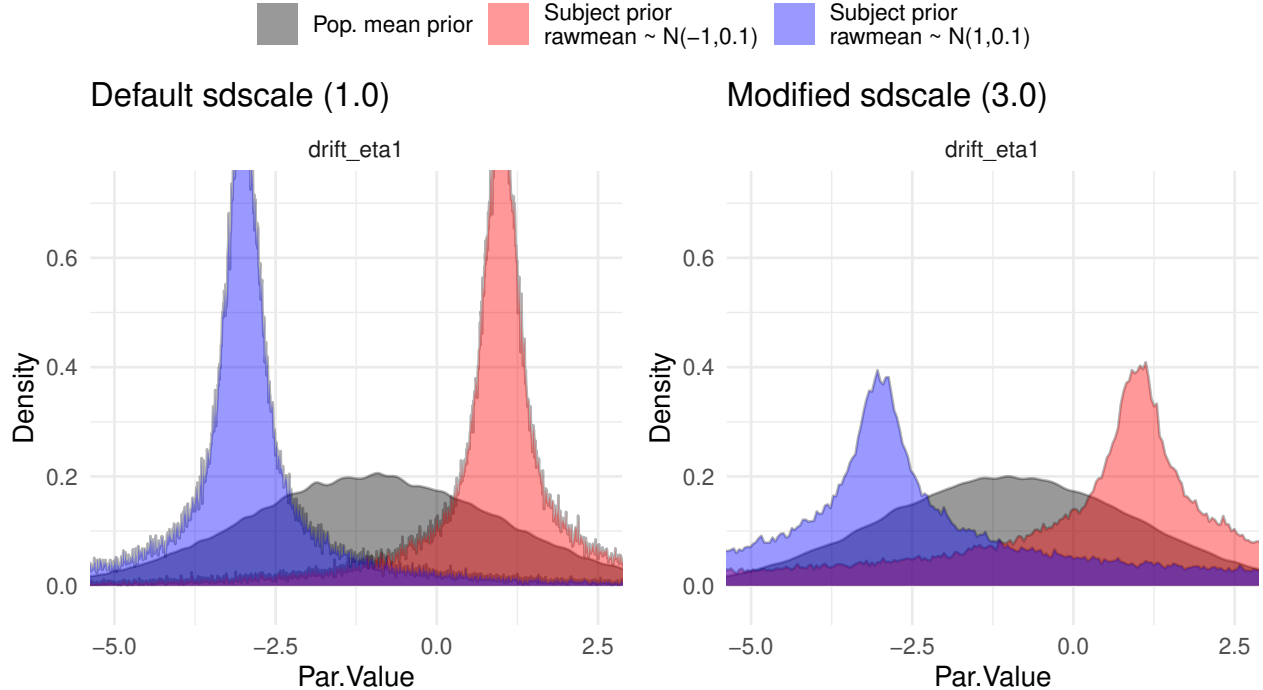 Pop. mean prior
Subject prior
rawmean ~ N(−1,0.1)
Subject prior
rawmean ~ N(1,0.1)
Default sdscale (1.0)
drift_eta1
Density
0.6
0.4
0.2
0.0
−5.0 −2.5 0.0 2.5
Par.Value
Modified sdscale (3.0)
drift_eta1
Density
0.6
0.4
0.2
0.0
−5.0 −2.5 0.0 2.5
Par.Value